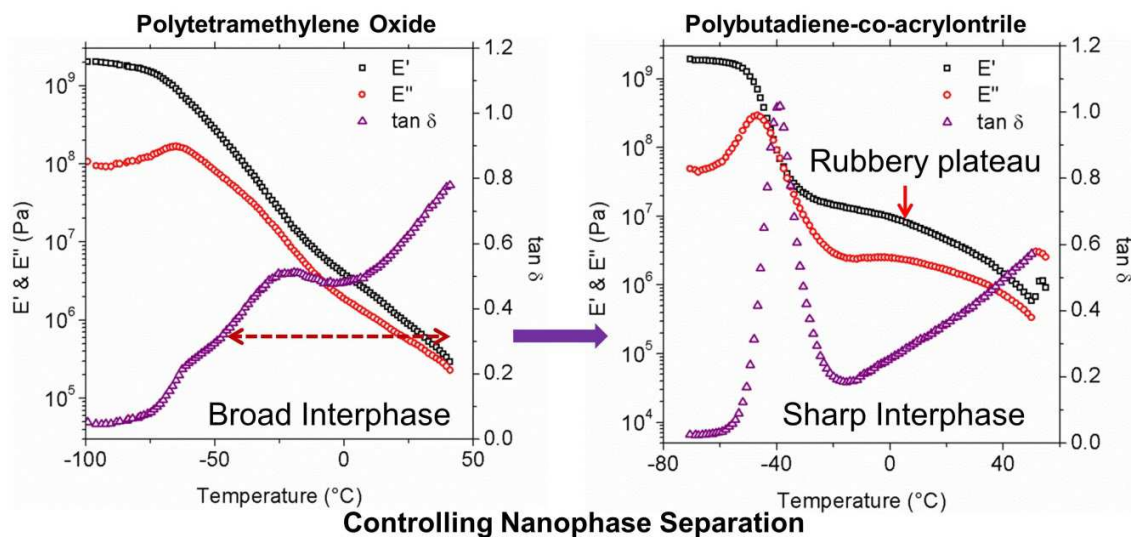 Polytetramethylene Oxide
10⁹
10⁸
10⁷
10⁶
10⁵
E' & E" (Pa)
1.2
1.0
0.8
0.6
0.4
0.2
0.0
tan δ
E'
E"
tan δ
Broad Interphase
-100
-50
0
50
Temperature (°C)
Polybutadiene-co-acrylontrile
10⁹
10⁸
10⁷
10⁶
10⁵
10⁴
E' & E" (Pa)
1.2
1.0
0.8
0.6
0.4
0.2
0.0
tan δ
E'
E"
tan δ
Rubbery plateau
Sharp Interphase
-80
-40
0
40
Temperature (°C)
Controlling Nanophase Separation